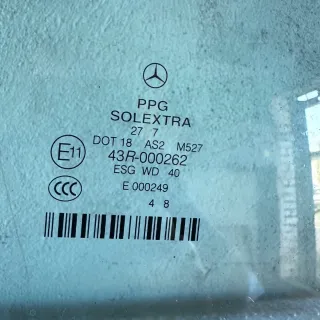 PPG
SOLEXTRA
27 7
DOT 18 AS2 M527
E11 43R-000262
ESG WD 40
CCC E 000249
4 8